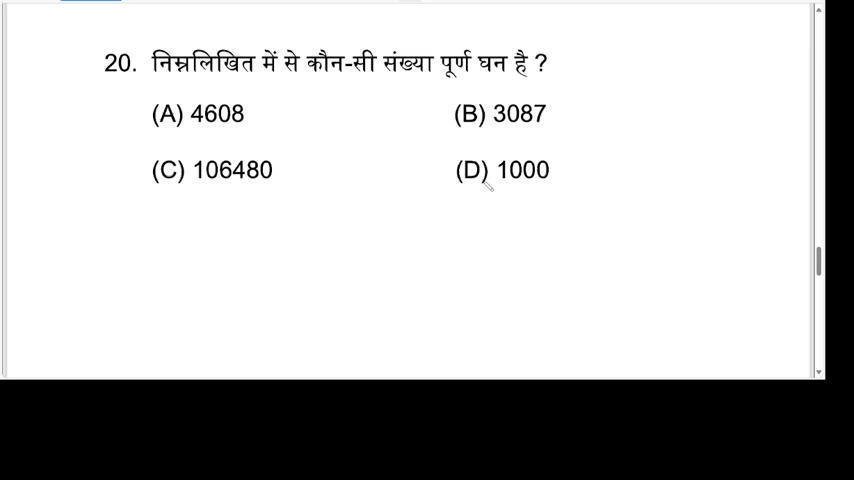 20. निम्नलिखित में से कौन-सी संख्या पूर्ण घन है ?
(A) 4608 (B) 3087
(C) 106480 (D) 1000